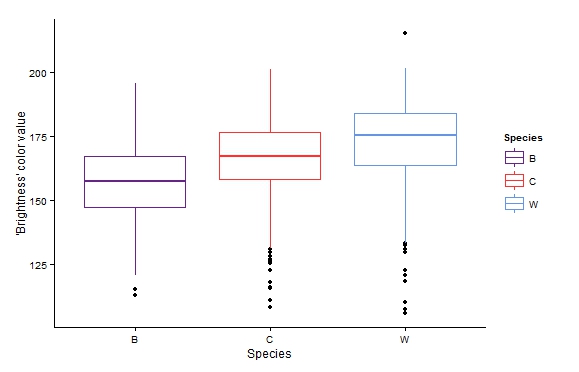 200
175
150
125
'Brightness' color value
B C W
Species
Species
B
C
W